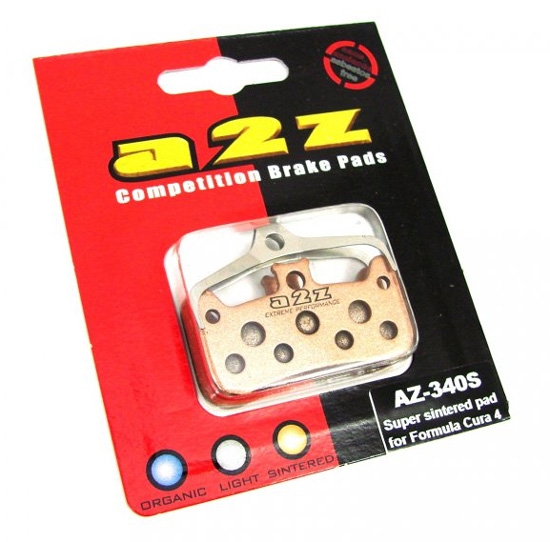 asbestos
free
a2z
Competition Brake Pads
a2z
EXTREME PERFORMANCE
AZ-340S
Super sintered pad
for Formula Cura 4
ORGANIC LIGHT SINTERED